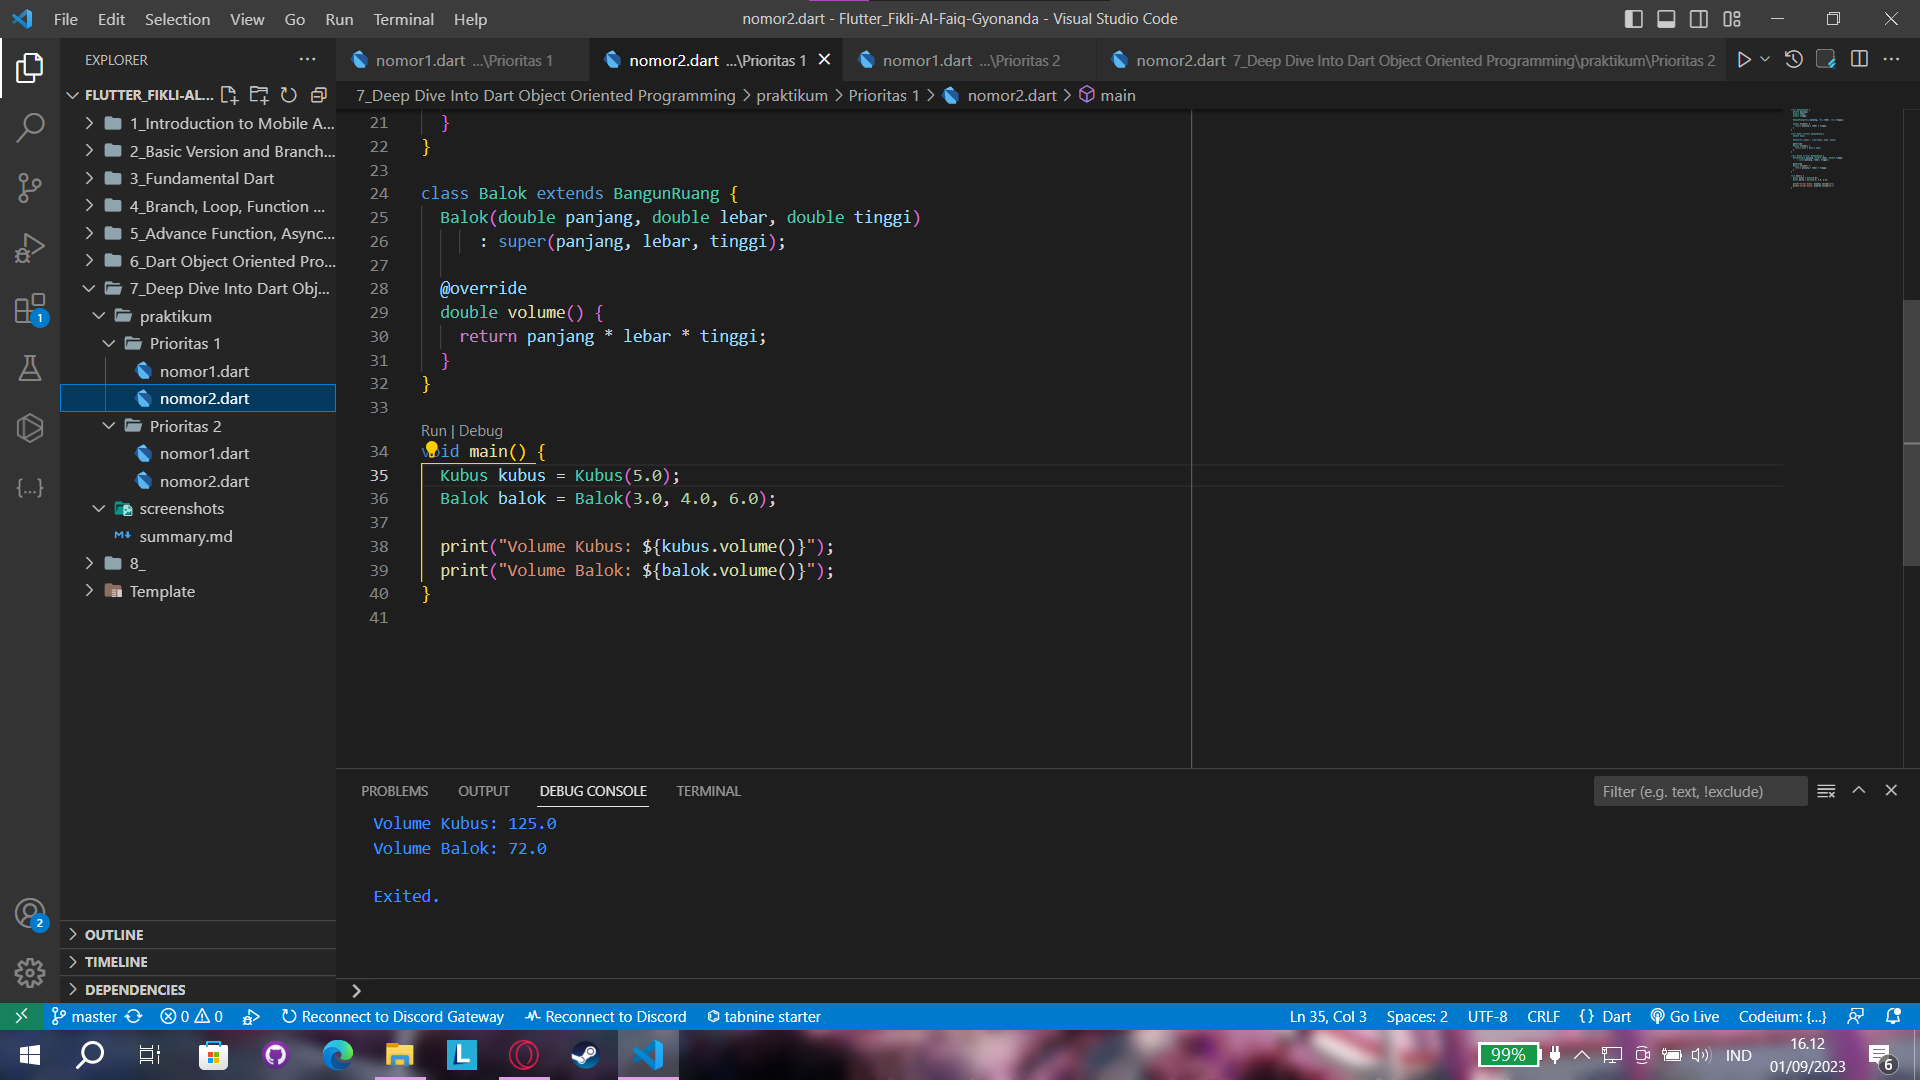 File Edit Selection View Go Run Terminal Help
nomor2.dart - Flutter_Fikli-Al-Faiq-Gyonanda - Visual Studio Code
EXPLORER
nomor1.dart ...\Prioritas 1
nomor2.dart ...\Prioritas 1
nomor1.dart ...\Prioritas 2
nomor2.dart 7_Deep Dive Into Dart Object Oriented Programming\praktikum\Prioritas 2
FLUTTER_FIKLI-AL...
7_Deep Dive Into Dart Object Oriented Programming > praktikum > Prioritas 1 > nomor2.dart > main
1_Introduction to Mobile A...
2_Basic Version and Branch...
3_Fundamental Dart
4_Branch, Loop, Function ...
5_Advance Function, Async...
6_Dart Object Oriented Pro...
7_Deep Dive Into Dart Obj...
praktikum
Prioritas 1
nomor1.dart
nomor2.dart
Prioritas 2
nomor1.dart
nomor2.dart
screenshots
summary.md
8_
Template
OUTLINE
TIMELINE
DEPENDENCIES
21 }
22 }
23
24 class Balok extends BangunRuang {
25 Balok(double panjang, double lebar, double tinggi)
26 : super(panjang, lebar, tinggi);
27
28 @override
29 double volume() {
30 return panjang * lebar * tinggi;
31 }
32 }
33
Run | Debug
34 void main() {
35 Kubus kubus = Kubus(5.0);
36 Balok balok = Balok(3.0, 4.0, 6.0);
37
38 print("Volume Kubus: ${kubus.volume()}");
39 print("Volume Balok: ${balok.volume()}");
40 }
41
PROBLEMS OUTPUT DEBUG CONSOLE TERMINAL
Filter (e.g. text, !exclude)
Volume Kubus: 125.0
Volume Balok: 72.0
Exited.
1
2
master 0 0 Reconnect to Discord Gateway Reconnect to Discord tabnine starter
Ln 35, Col 3 Spaces: 2 UTF-8 CRLF {} Dart Go Live Codeium: {...}
99% IND
16.12
01/09/2023
6